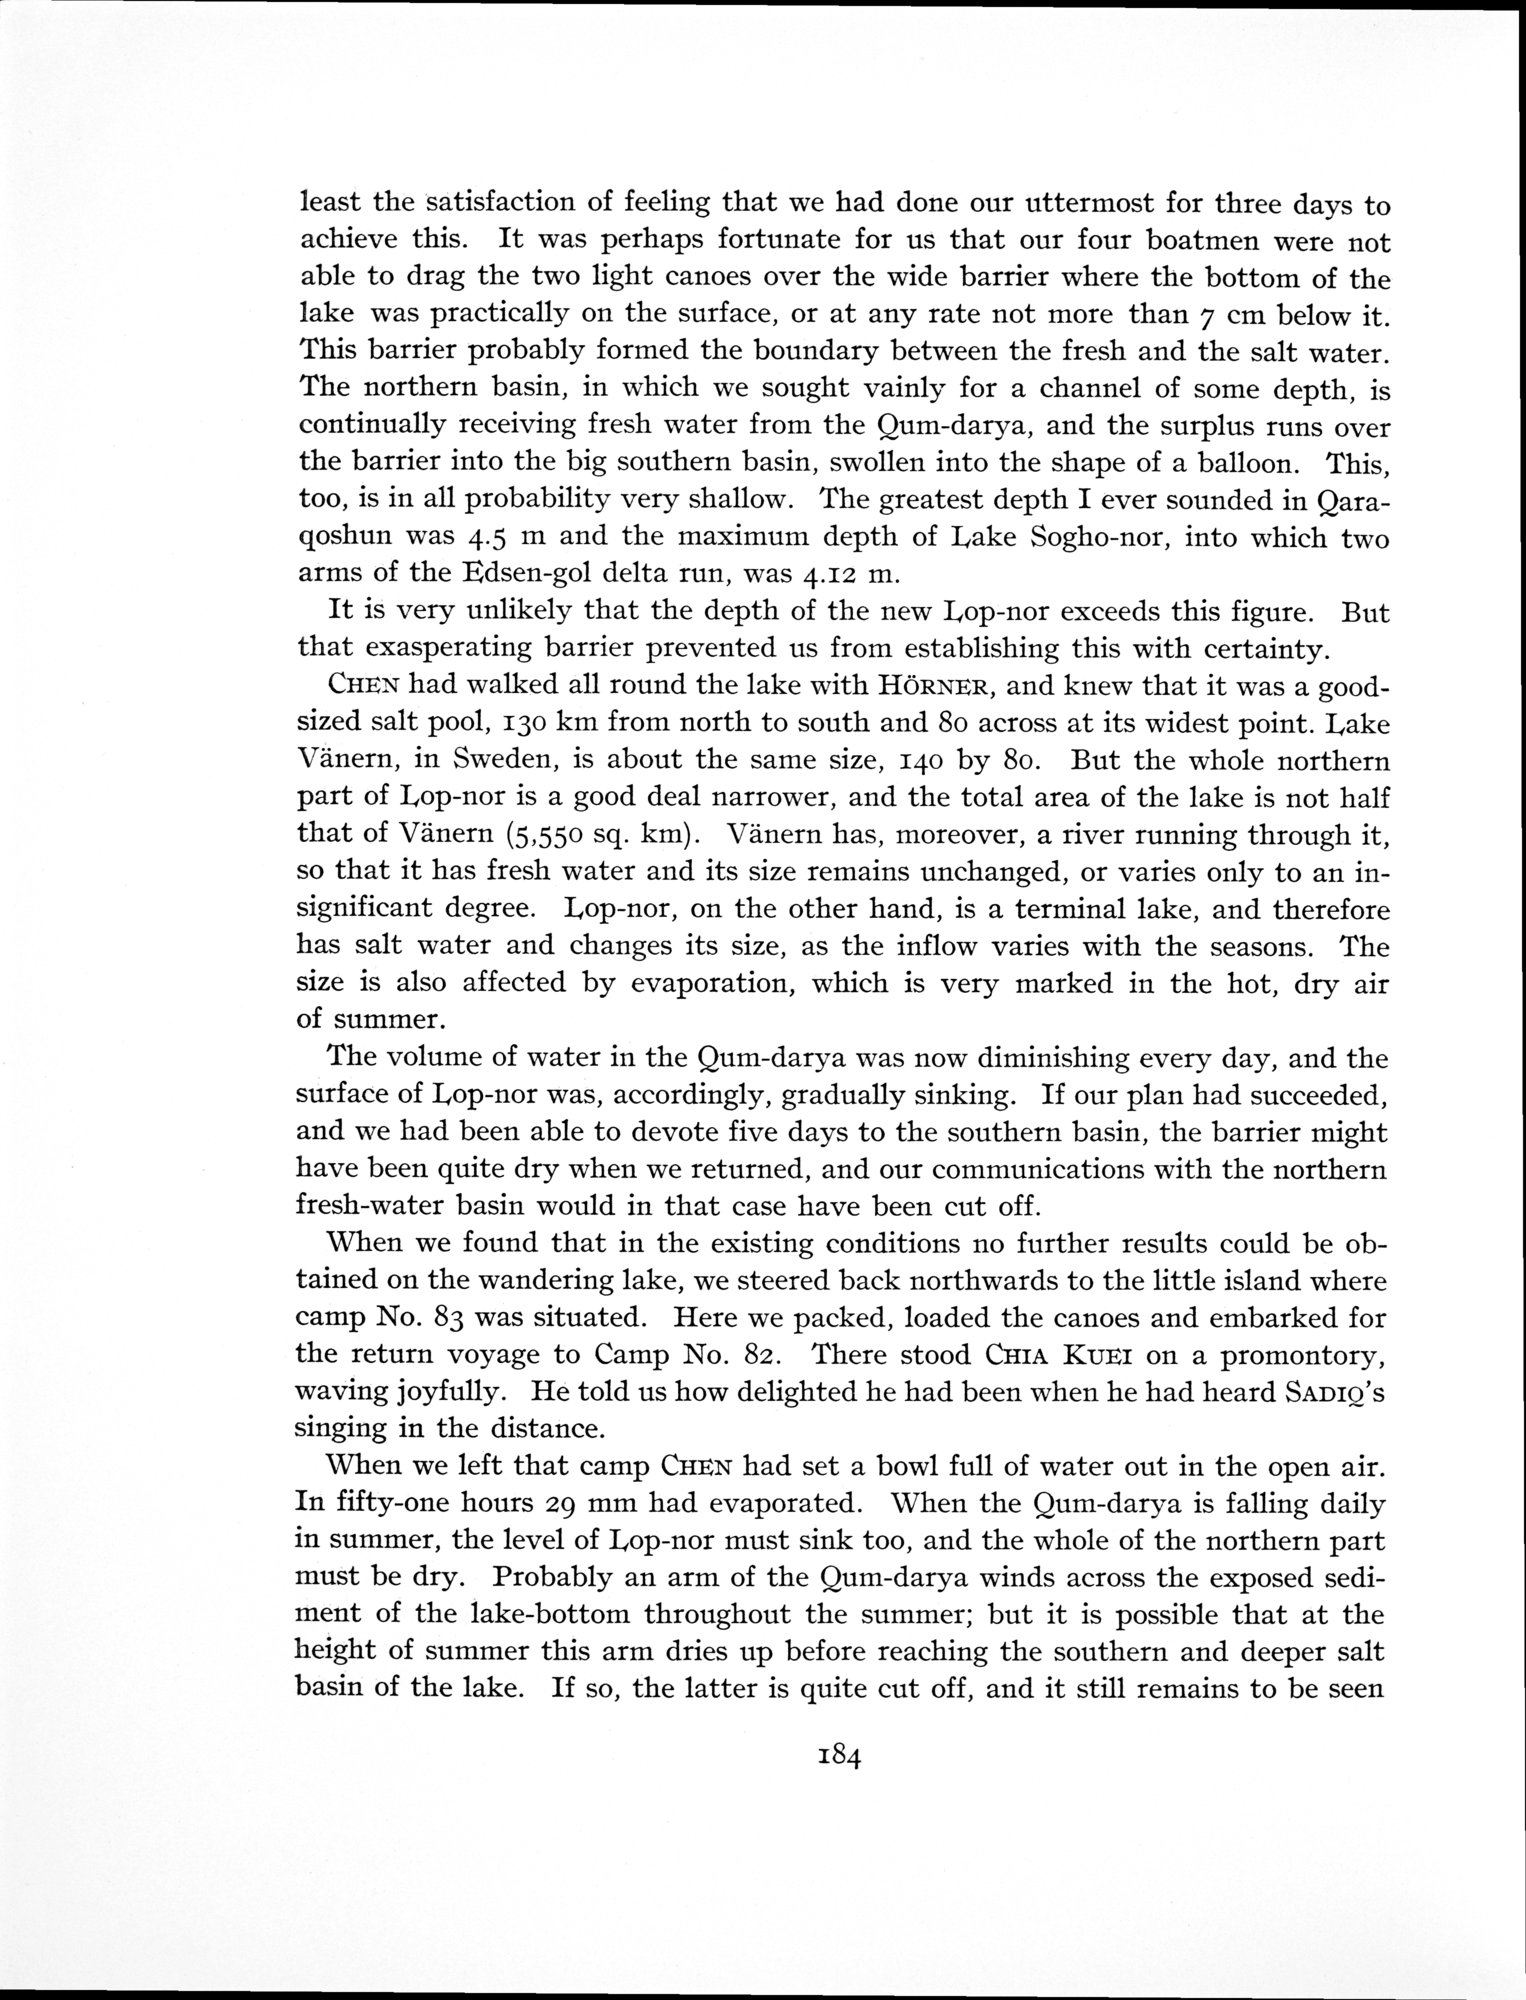 least the satisfaction of feeling that we had done our uttermost for three days to
achieve this. It was perhaps fortunate for us that our four boatmen were not
able to drag the two light canoes over the wide barrier where the bottom of the
lake was practically on the surface, or at any rate not more than 7 cm below it.
This barrier probably formed the boundary between the fresh and the salt water.
The northern basin, in which we sought vainly for a channel of some depth, is
continually receiving fresh water from the Qum-darya, and the surplus runs over
the barrier into the big southern basin, swollen into the shape of a balloon. This,
too, is in all probability very shallow. The greatest depth I ever sounded in Qara-
qoshun was 4.5 m and the maximum depth of Lake Sogho-nor, into which two
arms of the Edsen-gol delta run, was 4.12 m.
It is very unlikely that the depth of the new Lop-nor exceeds this figure. But
that exasperating barrier prevented us from establishing this with certainty.
CHEN had walked all round the lake with HÖRNER, and knew that it was a good-
sized salt pool, 130 km from north to south and 80 across at its widest point. Lake
Vänern, in Sweden, is about the same size, 140 by 80. But the whole northern
part of Lop-nor is a good deal narrower, and the total area of the lake is not half
that of Vänern (5,550 sq. km). Vänern has, moreover, a river running through it,
so that it has fresh water and its size remains unchanged, or varies only to an in-
significant degree. Lop-nor, on the other hand, is a terminal lake, and therefore
has salt water and changes its size, as the inflow varies with the seasons. The
size is also affected by evaporation, which is very marked in the hot, dry air
of summer.
The volume of water in the Qum-darya was now diminishing every day, and the
surface of Lop-nor was, accordingly, gradually sinking. If our plan had succeeded,
and we had been able to devote five days to the southern basin, the barrier might
have been quite dry when we returned, and our communications with the northern
fresh-water basin would in that case have been cut off.
When we found that in the existing conditions no further results could be ob-
tained on the wandering lake, we steered back northwards to the little island where
camp No. 83 was situated. Here we packed, loaded the canoes and embarked for
the return voyage to Camp No. 82. There stood CHIA KUEI on a promontory,
waving joyfully. He told us how delighted he had been when he had heard SADIQ's
singing in the distance.
When we left that camp CHEN had set a bowl full of water out in the open air.
In fifty-one hours 29 mm had evaporated. When the Qum-darya is falling daily
in summer, the level of Lop-nor must sink too, and the whole of the northern part
must be dry. Probably an arm of the Qum-darya winds across the exposed sedi-
ment of the lake-bottom throughout the summer; but it is possible that at the
height of summer this arm dries up before reaching the southern and deeper salt
basin of the lake. If so, the latter is quite cut off, and it still remains to be seen
184